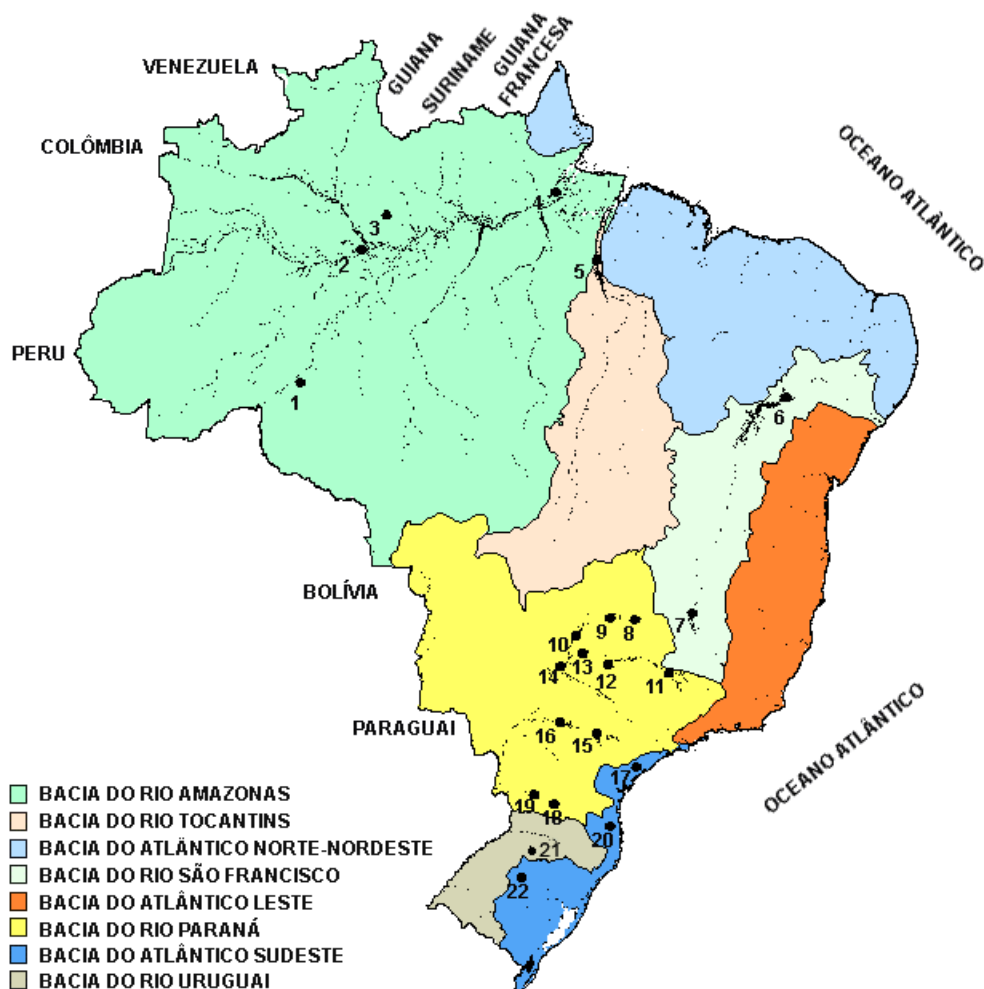 VENEZUELA
GUIANA
SURINAME
GUIANA
FRANCESA
COLÔMBIA
OCEANO ATLÂNTICO
4
3
2
5
PERU
1
6
BOLÍVIA
9
8
7
10
13
12
14
11
PARAGUAI
16
15
OCEANO ATLÂNTICO
17
19
18
20
21
22
BACIA DO RIO AMAZONAS
BACIA DO RIO TOCANTINS
BACIA DO ATLÂNTICO NORTE-NORDESTE
BACIA DO RIO SÃO FRANCISCO
BACIA DO ATLÂNTICO LESTE
BACIA DO RIO PARANÁ
BACIA DO ATLÂNTICO SUDESTE
BACIA DO RIO URUGUAI